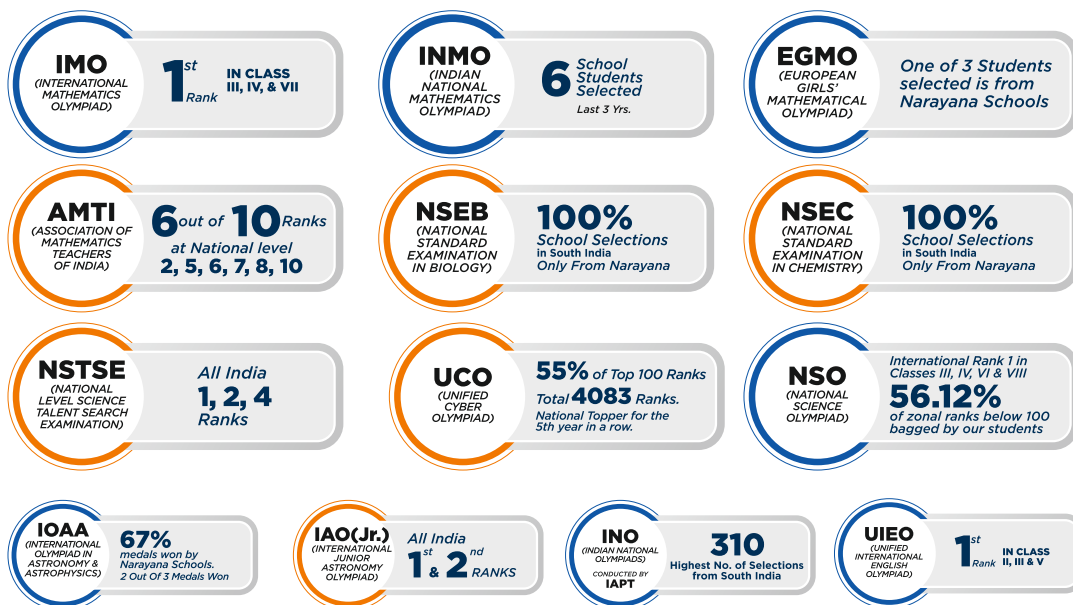 IMO
(INTERNATIONAL
MATHEMATICS
OLYMPIAD)
1st
Rank
IN CLASS
III, IV, & VII
INMO
(INDIAN
NATIONAL
MATHEMATICS
OLYMPIAD)
6 School
Students
Selected
Last 3 Yrs.
EGMO
(EUROPEAN
GIRLS'
MATHEMATICAL
OLYMPIAD)
One of 3 Students
selected is from
Narayana Schools
AMTI
(ASSOCIATION OF
MATHEMATICS
TEACHERS
OF INDIA)
6 out of 10 Ranks
at National level
2, 5, 6, 7, 8, 10
NSEB
(NATIONAL
STANDARD
EXAMINATION
IN BIOLOGY)
100%
School Selections
in South India
Only From Narayana
NSEC
(NATIONAL
STANDARD
EXAMINATION
IN CHEMISTRY)
100%
School Selections
in South India
Only From Narayana
NSTSE
(NATIONAL
LEVEL SCIENCE
TALENT SEARCH
EXAMINATION)
All India
1, 2, 4
Ranks
UCO
(UNIFIED
CYBER
OLYMPIAD)
55% of Top 100 Ranks
Total 4083 Ranks.
National Topper for the
5th year in a row.
NSO
(NATIONAL
SCIENCE
OLYMPIAD)
International Rank 1 in
Classes III, IV, VI & VIII
56.12%
of zonal ranks below 100
bagged by our students
IOAA
(INTERNATIONAL
OLYMPIAD IN
ASTRONOMY &
ASTROPHYSICS)
67%
medals won by
Narayana Schools.
2 Out Of 3 Medals Won
IAO(Jr.)
(INTERNATIONAL
JUNIOR
ASTRONOMY
OLYMPIAD)
All India
1st & 2nd RANKS
INO
(INDIAN NATIONAL
OLYMPIADS)
CONDUCTED BY
IAPT
310
Highest No. of Selections
from South India
UIEO
(UNIFIED
INTERNATIONAL
ENGLISH
OLYMPIAD)
1st
Rank
IN CLASS
II, III & V